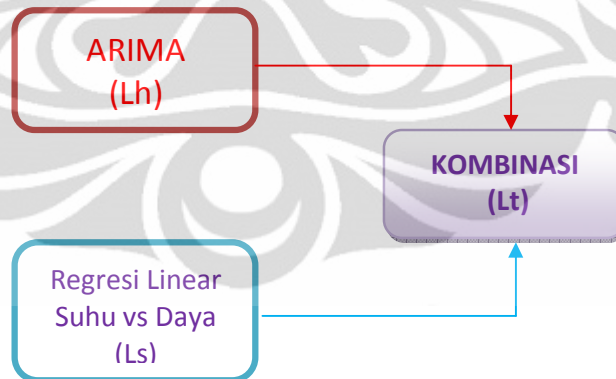 ARIMA
(Lh)
KOMBINASI
(Lt)
Regresi Linear
Suhu vs Daya
(Ls)